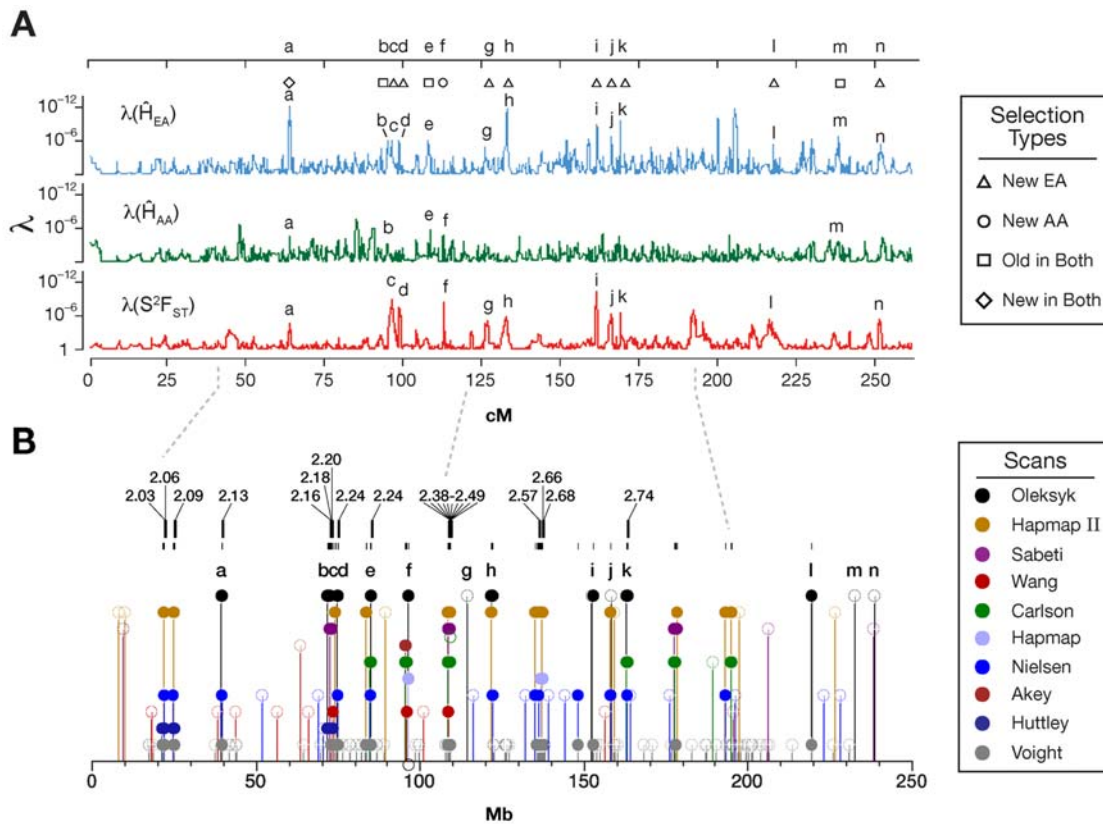 A
a bcd e f g h i j k l m n
λ(ĤEA)
10-12
10-6
a b c d e g h i j k l m n
λ
λ(ĤAA)
10-12
10-6
a b e f m
λ(S2FST)
10-12
10-6
1
a c d f g h i j k l n
0 25 50 75 100 125 150 175 200 225 250
cM
Selection Types
New EA
New AA
Old in Both
New in Both
B
2.20
2.06 2.18 2.66
2.03 2.09 2.13 2.16 2.24 2.24 2.38-2.49 2.57 2.68 2.74
a bcd e f g h i j k l m n
0 50 100 150 200 250
Mb
Scans
Oleksyk
Hapmap II
Sabeti
Wang
Carlson
Hapmap
Nielsen
Akey
Huttley
Voight